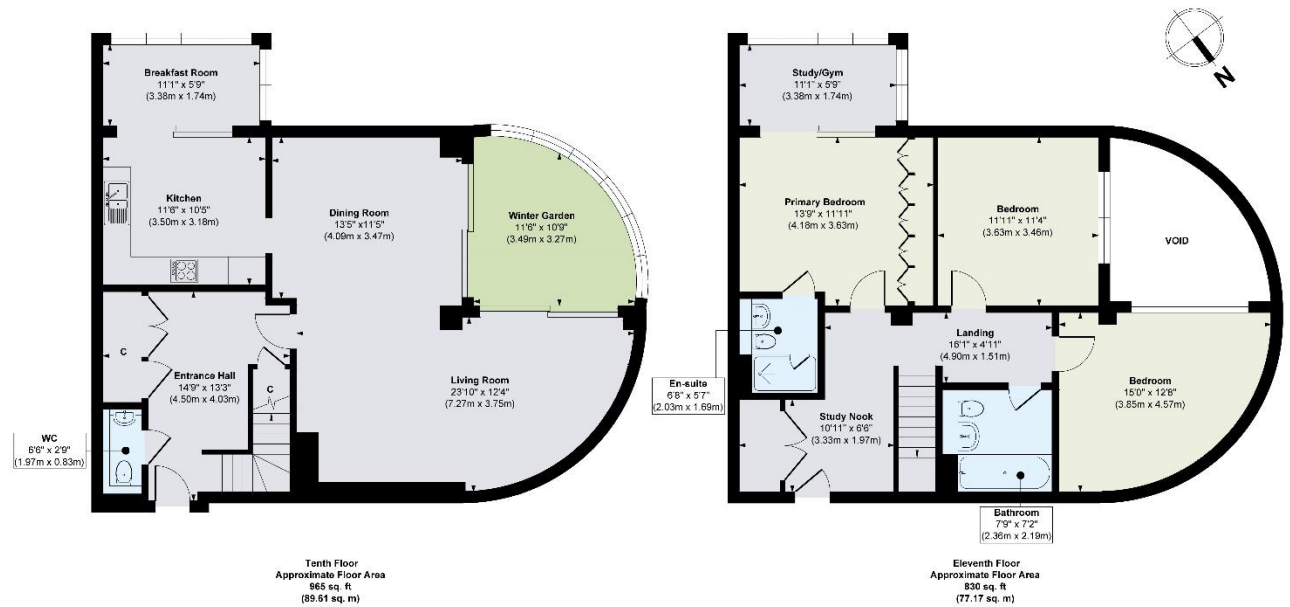 Breakfast Room
11'1" x 5'9"
(3.38m x 1.74m)
Kitchen
11'6" x 10'5"
(3.50m x 3.18m)
Dining Room
13'5" x11'5"
(4.09m x 3.47m)
Winter Garden
11'6" x 10'9"
(3.49m x 3.27m)
C
Entrance Hall
14'9" x 13'3"
(4.50m x 4.03m)
C
Living Room
23'10" x 12'4"
(7.27m x 3.75m)
WC
6'6" x 2'9"
(1.97m x 0.83m)
Tenth Floor
Approximate Floor Area
965 sq. ft
(89.61 sq. m)
N
Study/Gym
11'1" x 5'9"
(3.38m x 1.74m)
Primary Bedroom
13'9" x 11'11"
(4.18m x 3.63m)
Bedroom
11'11" x 11'4"
(3.63m x 3.46m)
VOID
Landing
16'1" x 4'11"
(4.90m x 1.51m)
En-suite
6'8" x 5'7"
(2.03m x 1.69m)
Study Nook
10'11" x 6'6"
(3.33m x 1.97m)
Bedroom
15'0" x 12'8"
(3.85m x 4.57m)
Bathroom
7'9" x 7'2"
(2.36m x 2.19m)
Eleventh Floor
Approximate Floor Area
830 sq. ft
(77.17 sq. m)